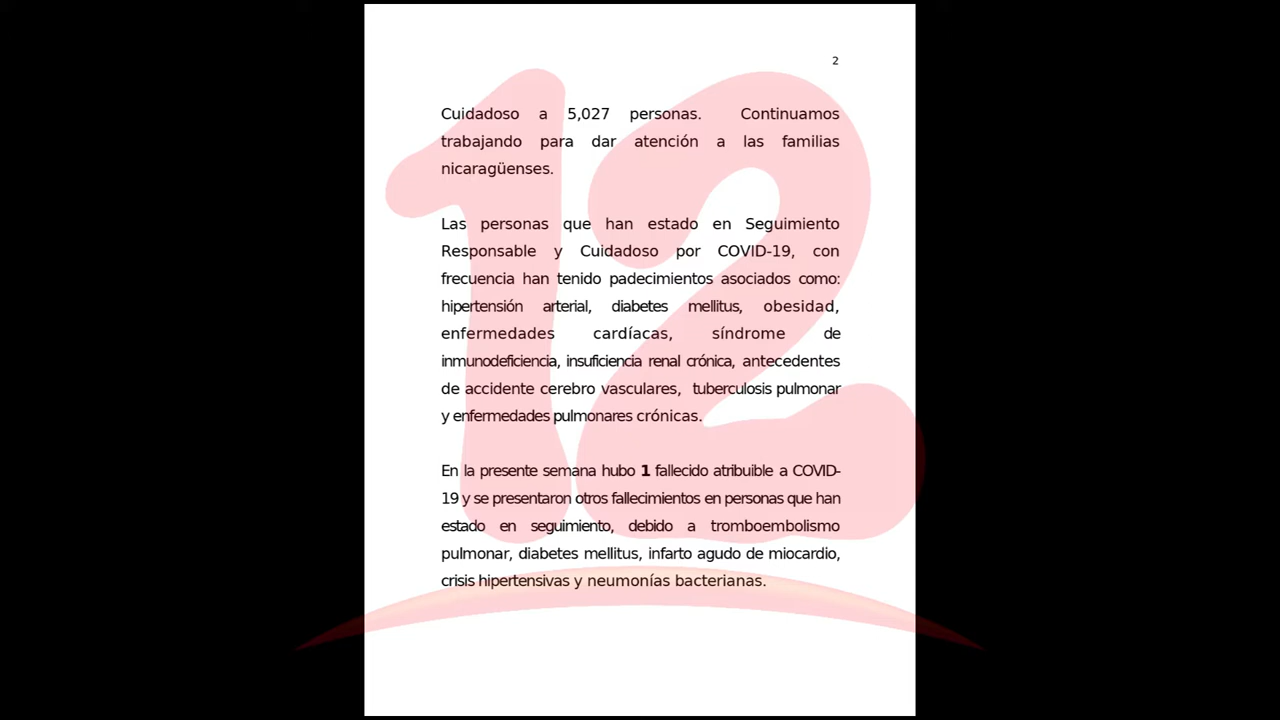 2
Cuidadoso a 5,027 personas. Continuamos
trabajando para dar atención a las familias
nicaragüenses.
Las personas que han estado en Seguimiento
Responsable y Cuidadoso por COVID-19, con
frecuencia han tenido padecimientos asociados como:
hipertensión arterial, diabetes mellitus, obesidad,
enfermedades cardíacas, síndrome de
inmunodeficiencia, insuficiencia renal crónica, antecedentes
de accidente cerebro vasculares, tuberculosis pulmonar
y enfermedades pulmonares crónicas.
En la presente semana hubo 1 fallecido atribuible a COVID-
19 y se presentaron otros fallecimientos en personas que han
estado en seguimiento, debido a tromboembolismo
pulmonar, diabetes mellitus, infarto agudo de miocardio,
crisis hipertensivas y neumonías bacterianas.
12